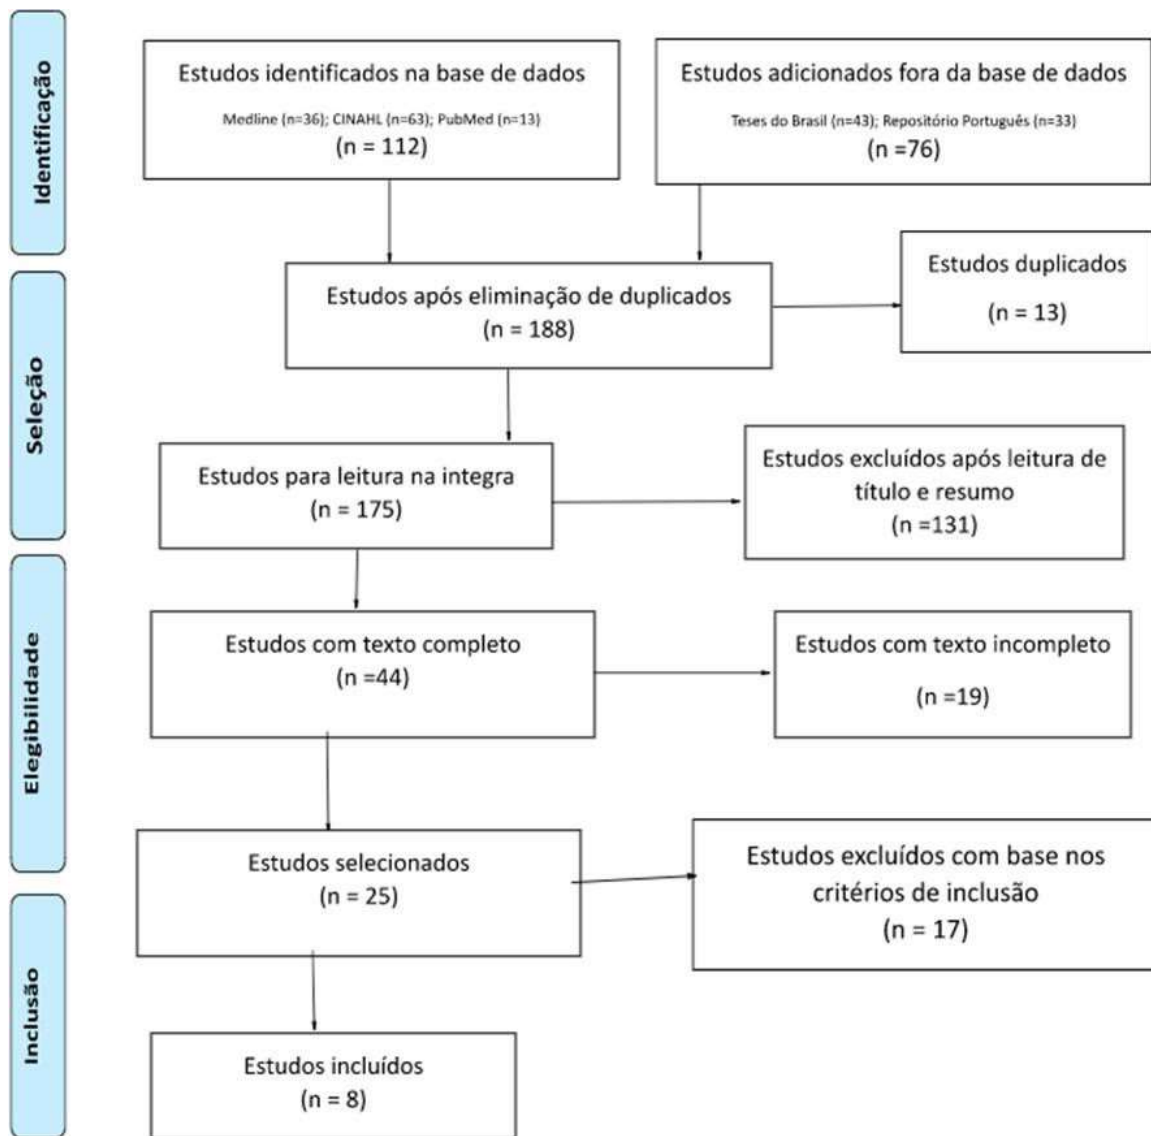 Identificação
Estudos identificados na base de dados
Medline (n=36); CINAHL (n=63); PubMed (n=13)
(n = 112)
Estudos adicionados fora da base de dados
Teses do Brasil (n=43); Repositório Português (n=33)
(n =76)
Seleção
Estudos após eliminação de duplicados
(n = 188)
Estudos duplicados
(n = 13)
Estudos para leitura na integra
(n = 175)
Estudos excluídos após leitura de
título e resumo
(n =131)
Elegibilidade
Estudos com texto completo
(n =44)
Estudos com texto incompleto
(n =19)
Estudos selecionados
(n = 25)
Estudos excluídos com base nos
critérios de inclusão
(n = 17)
Inclusão
Estudos incluídos
(n = 8)